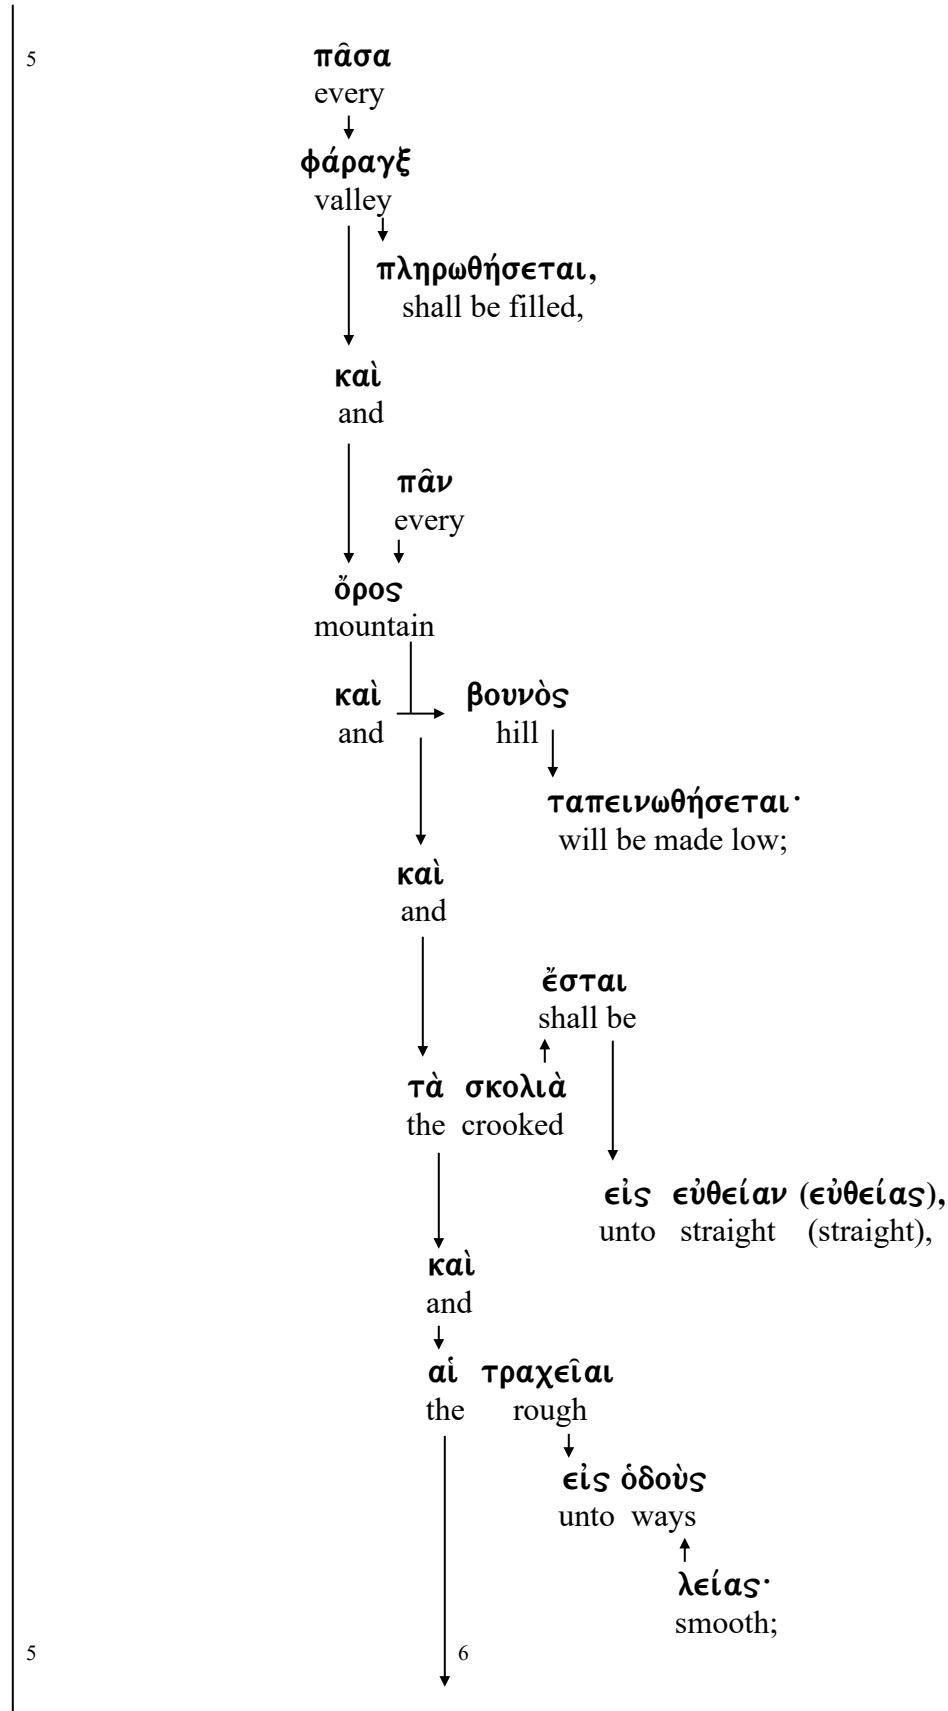 5 πᾶσα
every
φάραγξ
valley
πληρωθήσεται,
shall be filled,
καὶ
and
πᾶν
every
ὄρος
mountain
καὶ βουνὸς
and hill
ταπεινωθήσεται·
will be made low;
καὶ
and
ἔσται
shall be
τὰ σκολιὰ
the crooked
εἰς εὐθείαν (εὐθείας),
unto straight (straight),
καὶ
and
αἱ τραχεῖαι
the rough
εἰς ὁδοὺς
unto ways
λείας·
smooth;
5 6